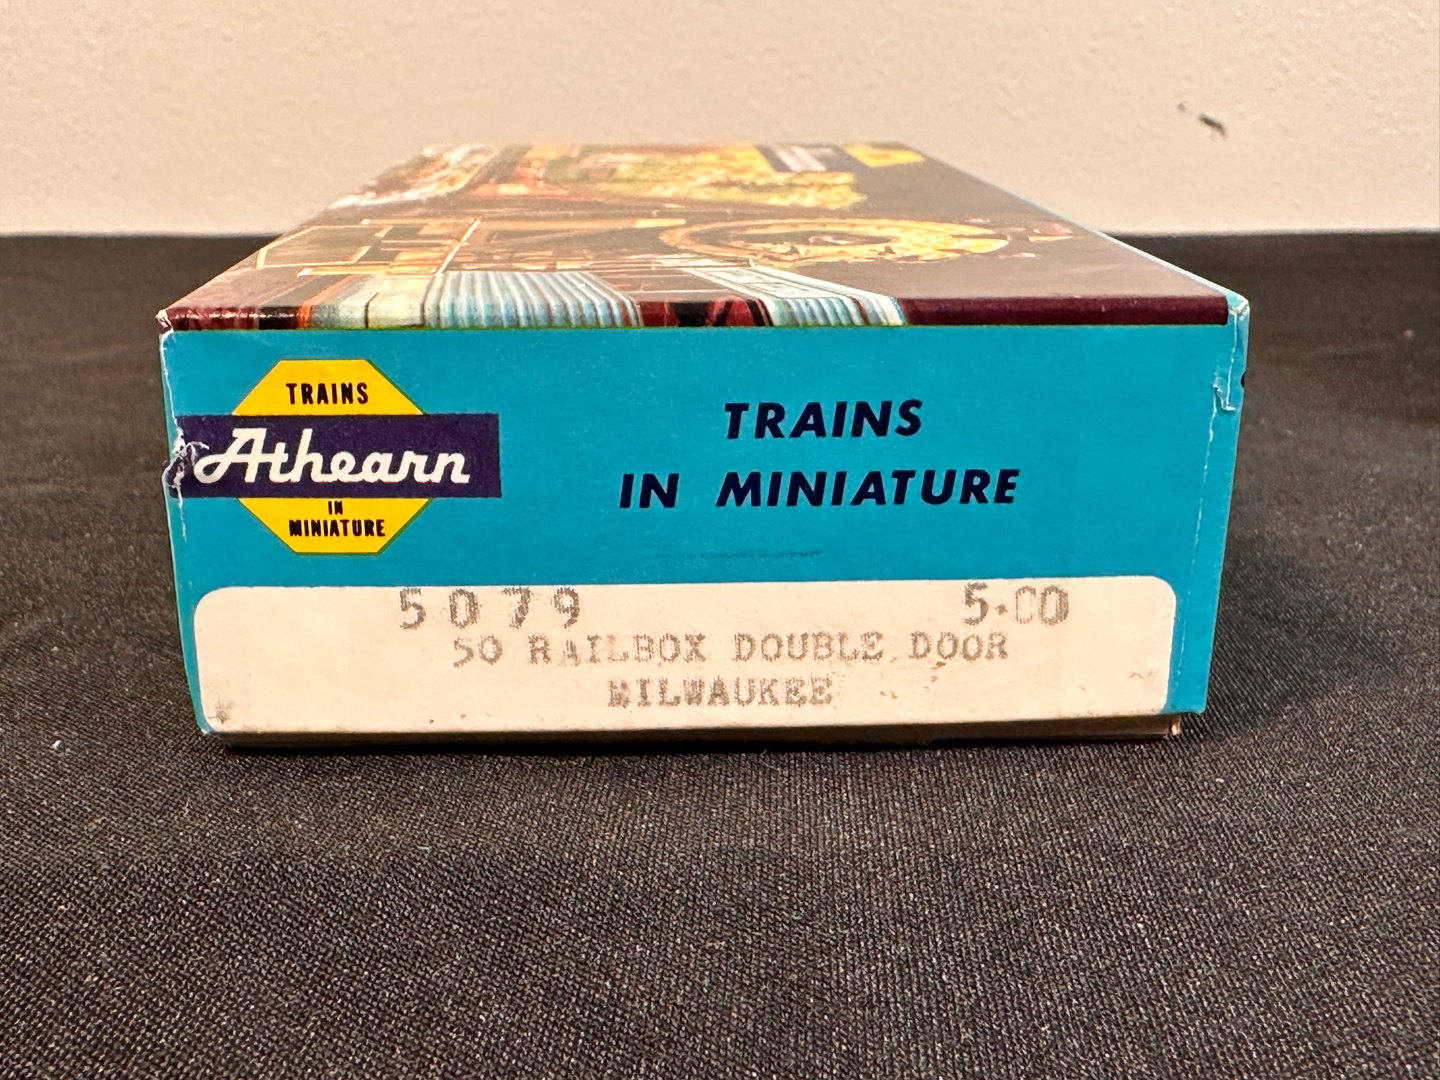 TRAINS
Athearn
IN
MINIATURE
TRAINS
IN MINIATURE
5079 5.00
50 RAILBOX DOUBLE DOOR
MILWAUKEE